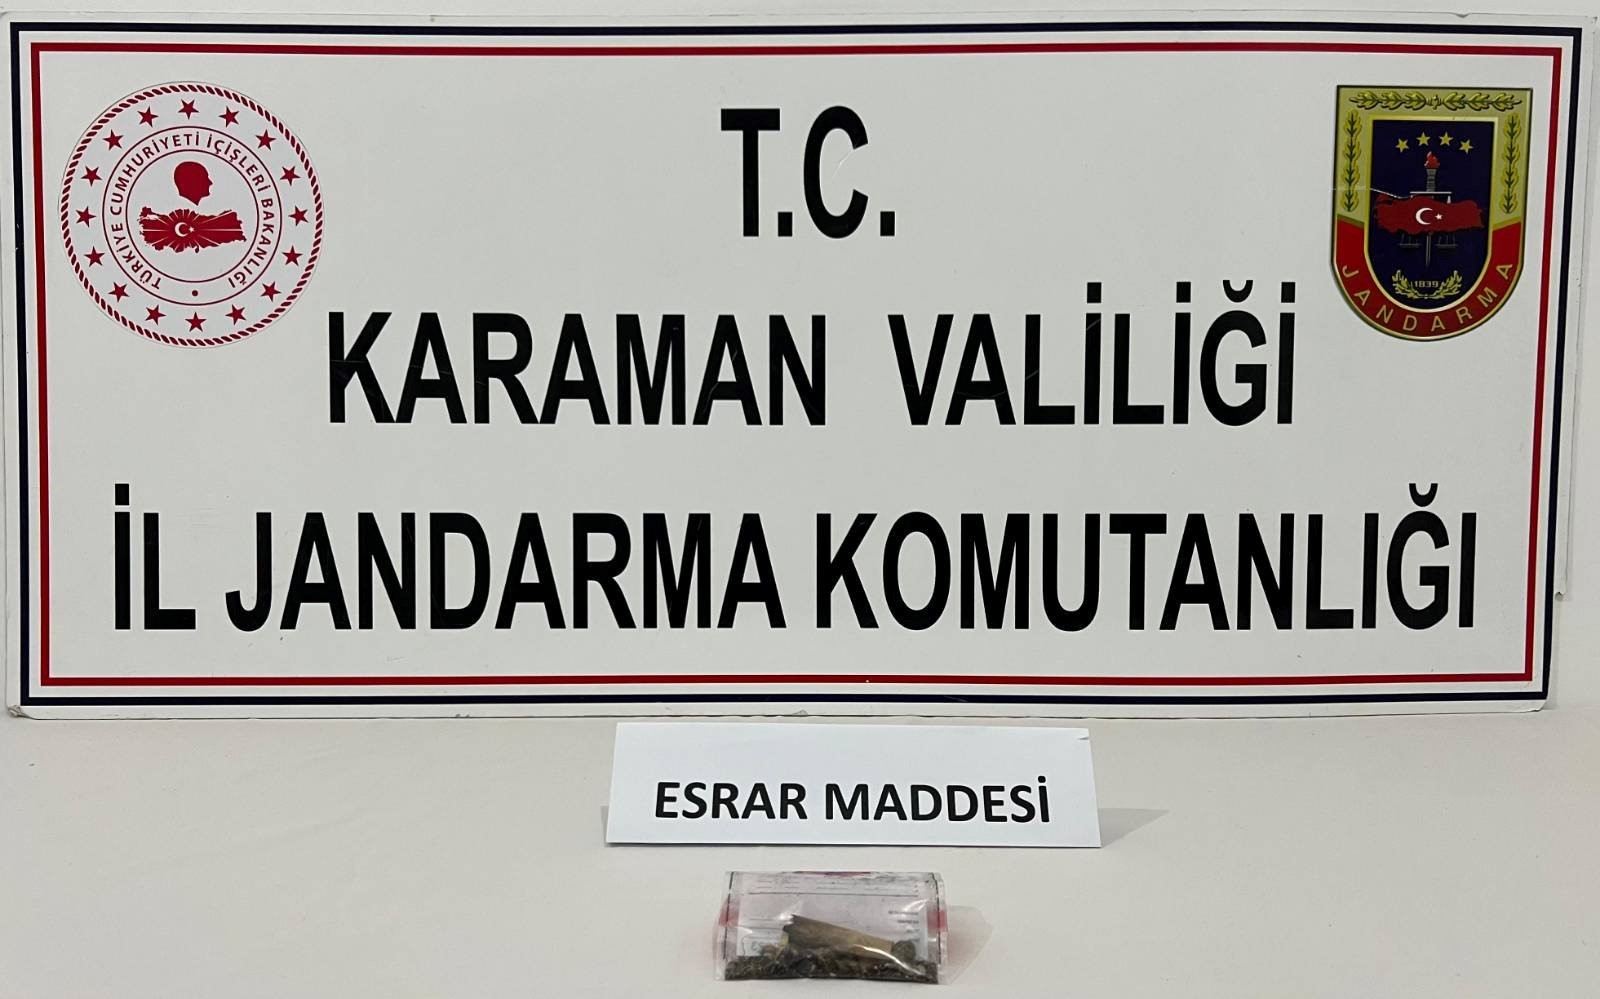 T.C.
KARAMAN VALİLİĞİ
İL JANDARMA KOMUTANLIĞI
TÜRKİYE CUMHURİYETİ İÇİŞLERİ BAKANLIĞI
1839
JANDARMA
ESRAR MADDESİ